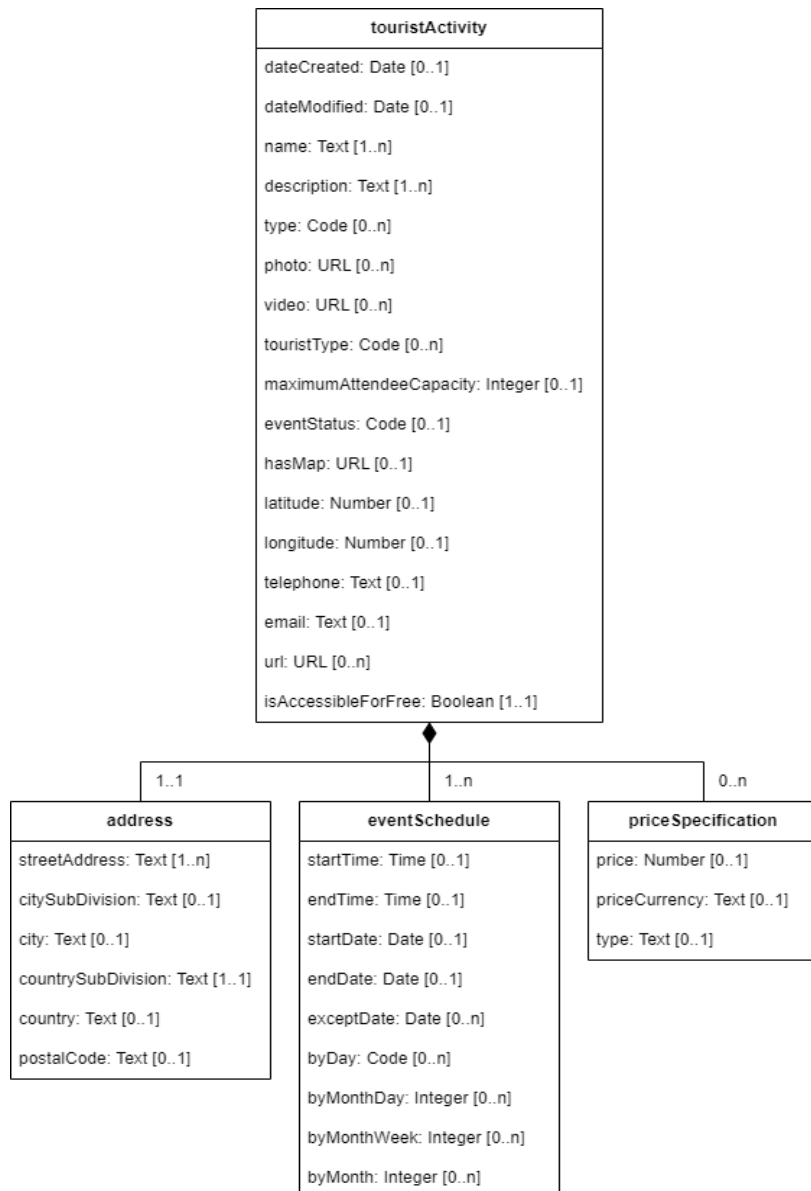 touristActivity
dateCreated: Date [0..1]
dateModified: Date [0..1]
name: Text [1..n]
description: Text [1..n]
type: Code [0..n]
photo: URL [0..n]
video: URL [0..n]
touristType: Code [0..n]
maximumAttendeeCapacity: Integer [0..1]
eventStatus: Code [0..1]
hasMap: URL [0..1]
latitude: Number [0..1]
longitude: Number [0..1]
telephone: Text [0..1]
email: Text [0..1]
url: URL [0..n]
isAccessibleForFree: Boolean [1..1]
1..1
1..n
0..n
address
streetAddress: Text [1..n]
citySubDivision: Text [0..1]
city: Text [0..1]
countrySubDivision: Text [1..1]
country: Text [0..1]
postalCode: Text [0..1]
eventSchedule
startTime: Time [0..1]
endTime: Time [0..1]
startDate: Date [0..1]
endDate: Date [0..1]
exceptDate: Date [0..n]
byDay: Code [0..n]
byMonthDay: Integer [0..n]
byMonthWeek: Integer [0..n]
byMonth: Integer [0..n]
priceSpecification
price: Number [0..1]
priceCurrency: Text [0..1]
type: Text [0..1]